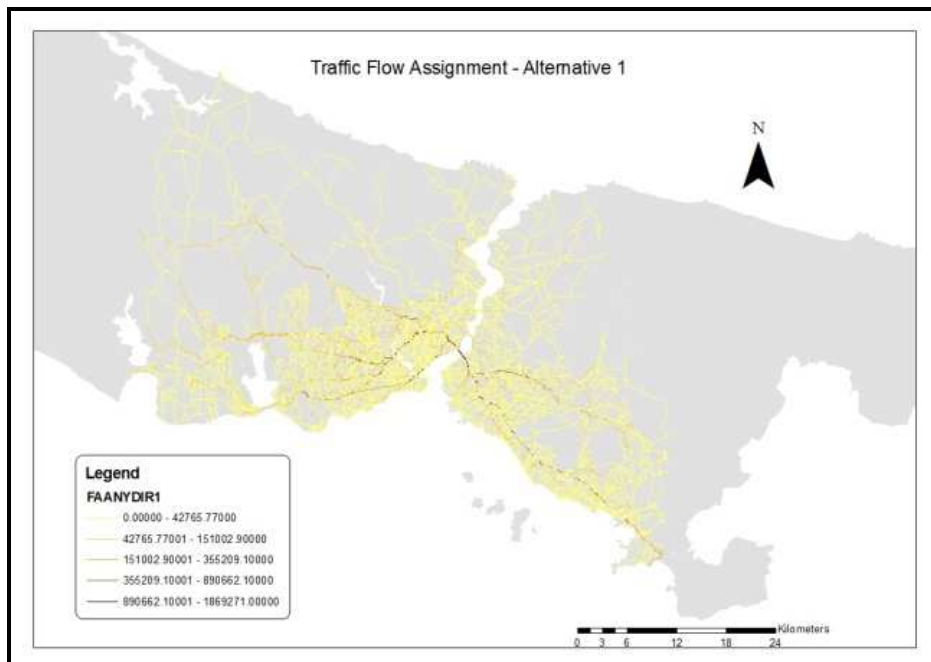 Traffic Flow Assignment - Alternative 1
N
Legend
FAANYDIR1
0.00000 - 42765.77000
42765.77001 - 151002.90000
151002.90001 - 355209.10000
355209.10001 - 890662.10000
890662.10001 - 1869271.00000
Kilometers
0 3 6 12 18 24